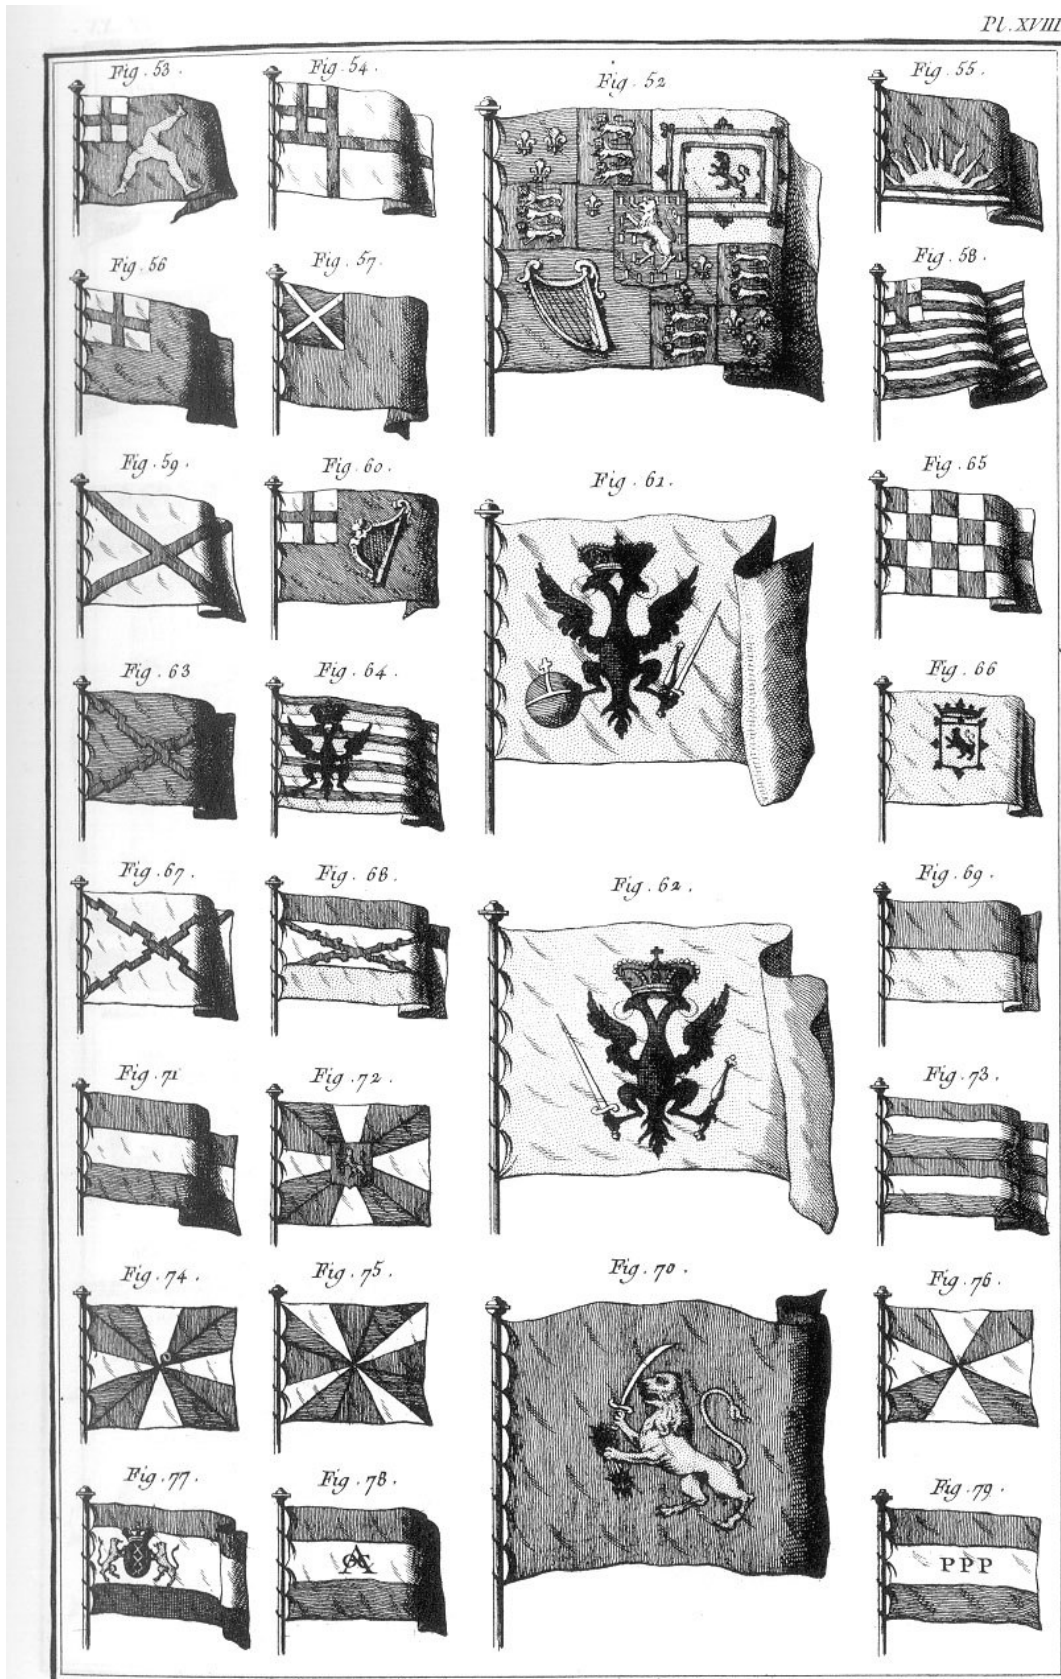 Pl. XVIII
Fig. 53.
Fig. 54.
Fig. 52
Fig. 55.
Fig. 56
Fig. 57.
Fig. 58.
Fig. 59.
Fig. 60.
Fig. 61.
Fig. 65
Fig. 63
Fig. 64.
Fig. 66
Fig. 67.
Fig. 68.
Fig. 62.
Fig. 69.
Fig. 71
Fig. 72.
Fig. 73.
Fig. 74.
Fig. 75.
Fig. 70.
Fig. 76
Fig. 77.
Fig. 78.
Fig. 79.
PPP